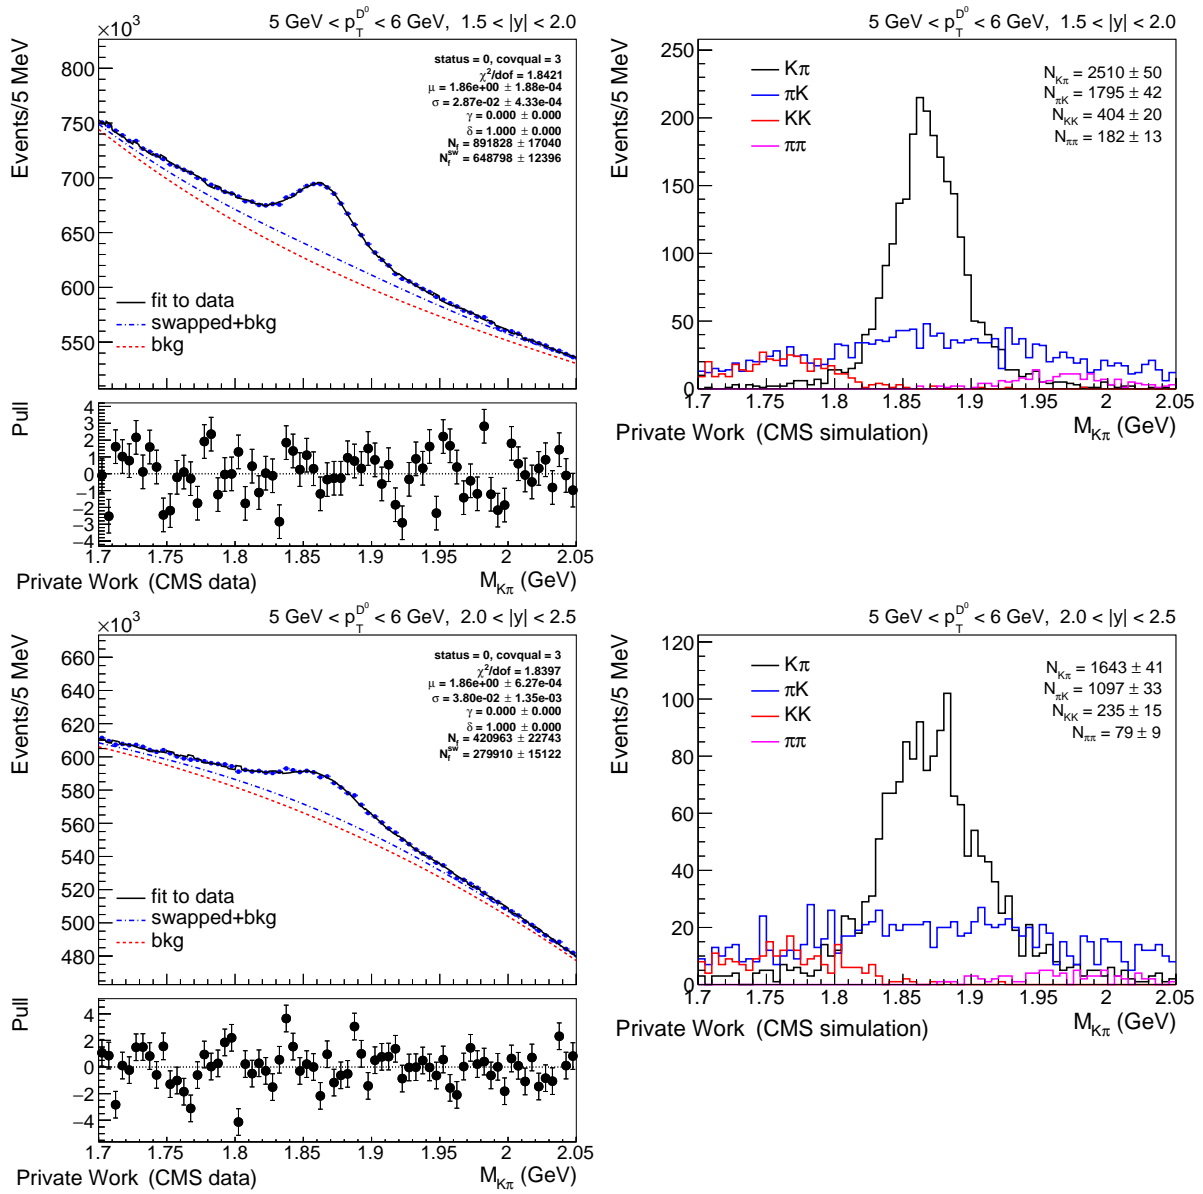 5 GeV < p_T^{D^0} < 6 GeV, 1.5 < |y| < 2.0
×10^3
Events/5 MeV
800
750
700
650
600
550
status = 0, covqual = 3
χ^2/dof = 1.8421
μ = 1.86e+00 ± 1.88e-04
σ = 2.87e-02 ± 4.33e-04
γ = 0.000 ± 0.000
δ = 1.000 ± 0.000
N_f = 891828 ± 17040
N_f^{sw} = 648798 ± 12396
fit to data
swapped+bkg
bkg
Pull
4
3
2
1
0
−1
−2
−3
−4
1.7 1.75 1.8 1.85 1.9 1.95 2 2.05
Private Work (CMS data)
M_{Kπ} (GeV)
5 GeV < p_T^{D^0} < 6 GeV, 1.5 < |y| < 2.0
Events/5 MeV
250
200
150
100
50
0
Kπ
πK
KK
ππ
N_{Kπ} = 2510 ± 50
N_{πK} = 1795 ± 42
N_{KK} = 404 ± 20
N_{ππ} = 182 ± 13
1.7 1.75 1.8 1.85 1.9 1.95 2 2.05
Private Work (CMS simulation)
M_{Kπ} (GeV)
5 GeV < p_T^{D^0} < 6 GeV, 2.0 < |y| < 2.5
×10^3
Events/5 MeV
660
640
620
600
580
560
540
520
500
480
status = 0, covqual = 3
χ^2/dof = 1.8397
μ = 1.86e+00 ± 6.27e-04
σ = 3.80e-02 ± 1.35e-03
γ = 0.000 ± 0.000
δ = 1.000 ± 0.000
N_f = 420963 ± 22743
N_f^{sw} = 279910 ± 15122
fit to data
swapped+bkg
bkg
Pull
4
2
0
−2
−4
1.7 1.75 1.8 1.85 1.9 1.95 2 2.05
Private Work (CMS data)
M_{Kπ} (GeV)
5 GeV < p_T^{D^0} < 6 GeV, 2.0 < |y| < 2.5
Events/5 MeV
120
100
80
60
40
20
0
Kπ
πK
KK
ππ
N_{Kπ} = 1643 ± 41
N_{πK} = 1097 ± 33
N_{KK} = 235 ± 15
N_{ππ} = 79 ± 9
1.7 1.75 1.8 1.85 1.9 1.95 2 2.05
Private Work (CMS simulation)
M_{Kπ} (GeV)